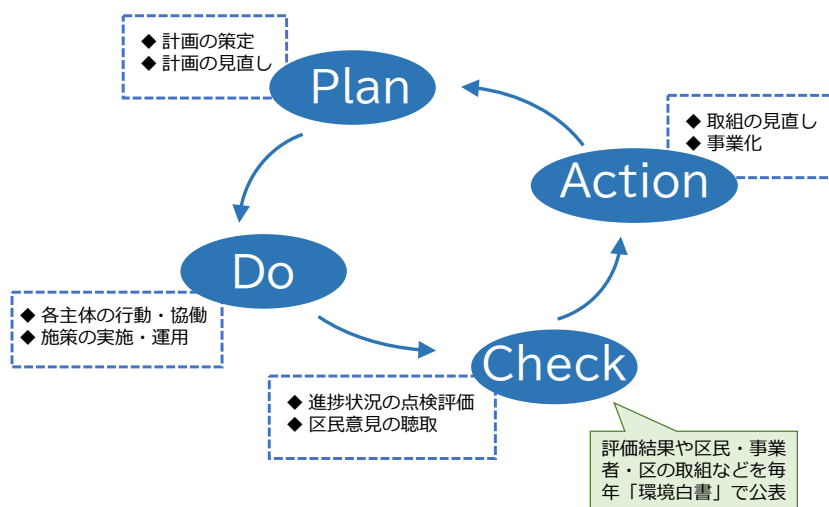 ◆ 計画の策定
◆ 計画の見直し
Plan
◆ 取組の見直し
◆ 事業化
Action
Do
◆ 各主体の行動・協働
◆ 施策の実施・運用
Check
◆ 進捗状況の点検評価
◆ 区民意見の聴取
評価結果や区民・事業
者・区の取組などを毎
年「環境白書」で公表